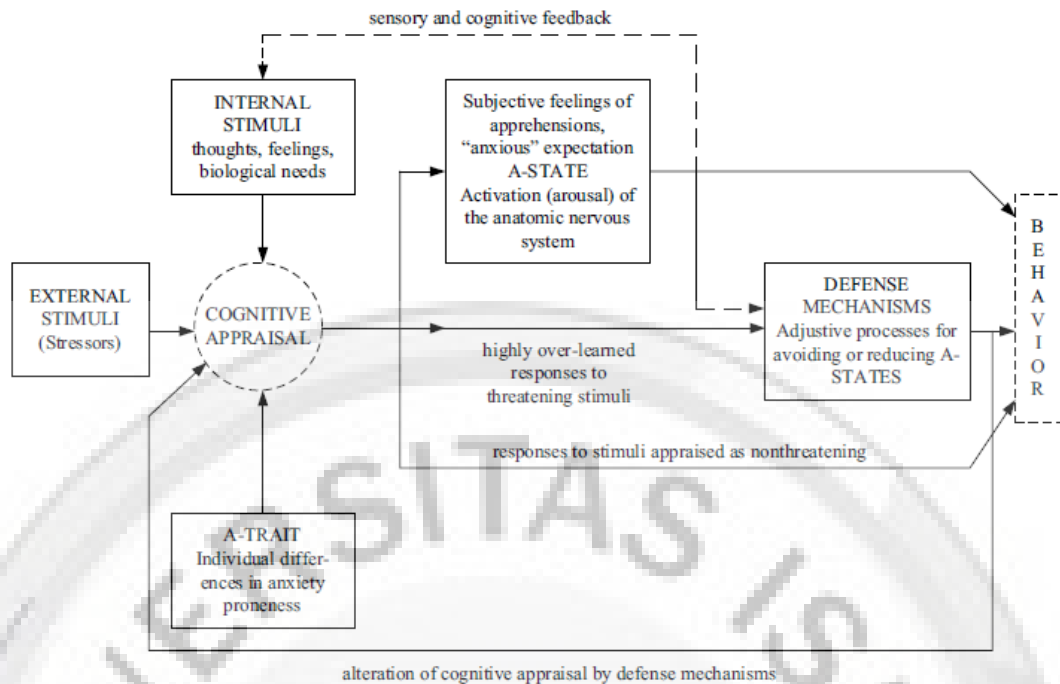 sensory and cognitive feedback
INTERNAL
STIMULI
thoughts, feelings,
biological needs
Subjective feelings of
apprehensions,
“anxious” expectation
A-STATE
Activation (arousal) of
the anatomic nervous
system
B
E
H
A
V
I
O
R
EXTERNAL
STIMULI
(Stressors)
COGNITIVE
APPRAISAL
DEFENSE
MECHANISMS
Adjustive processes for
avoiding or reducing A-
STATES
highly over-learned
responses to
threatening stimuli
responses to stimuli appraised as nonthreatening
A-TRAIT
Individual differ-
ences in anxiety
proneness
alteration of cognitive appraisal by defense mechanisms
ERSITAS IS